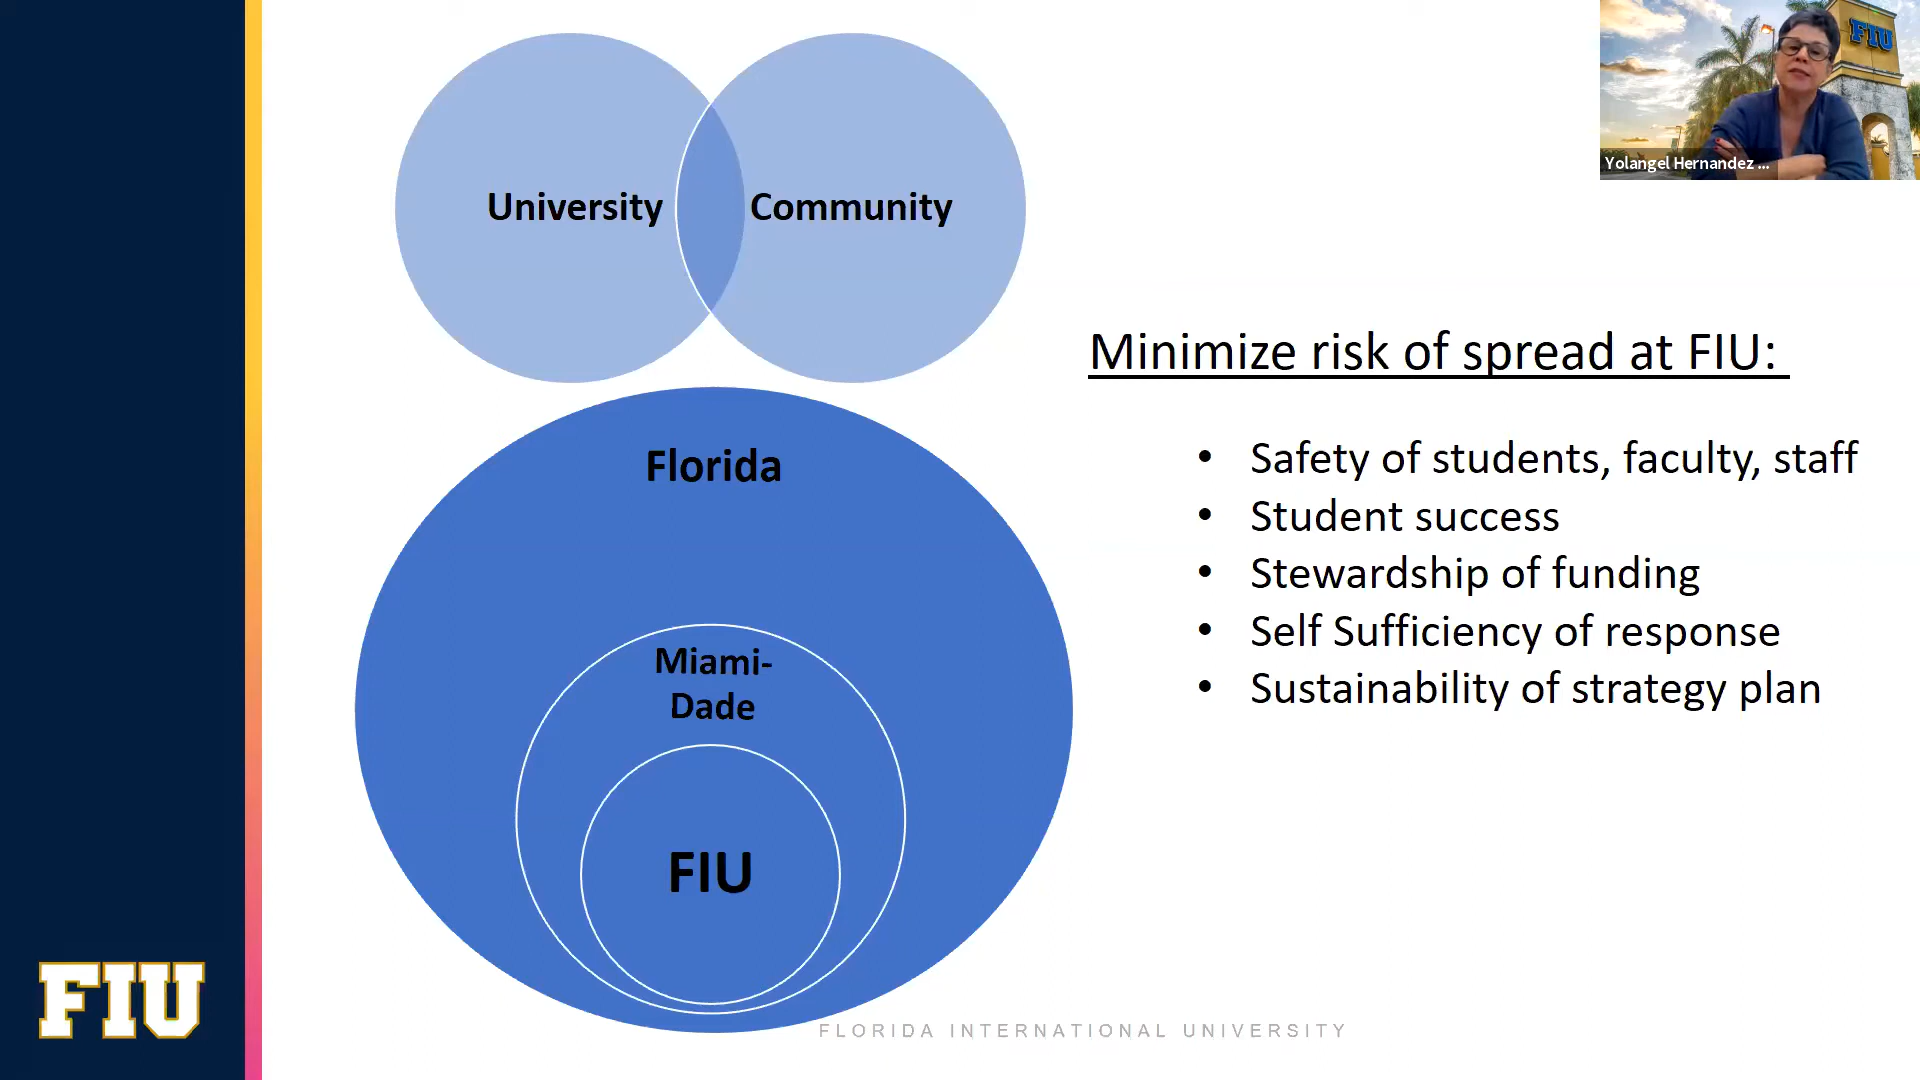 University
Community
Florida
Miami-
Dade
FIU
Minimize risk of spread at FIU:
• Safety of students, faculty, staff
• Student success
• Stewardship of funding
• Self Sufficiency of response
• Sustainability of strategy plan
FIU
Yolangel Hernandez ...
FIU
FLORIDA INTERNATIONAL UNIVERSITY